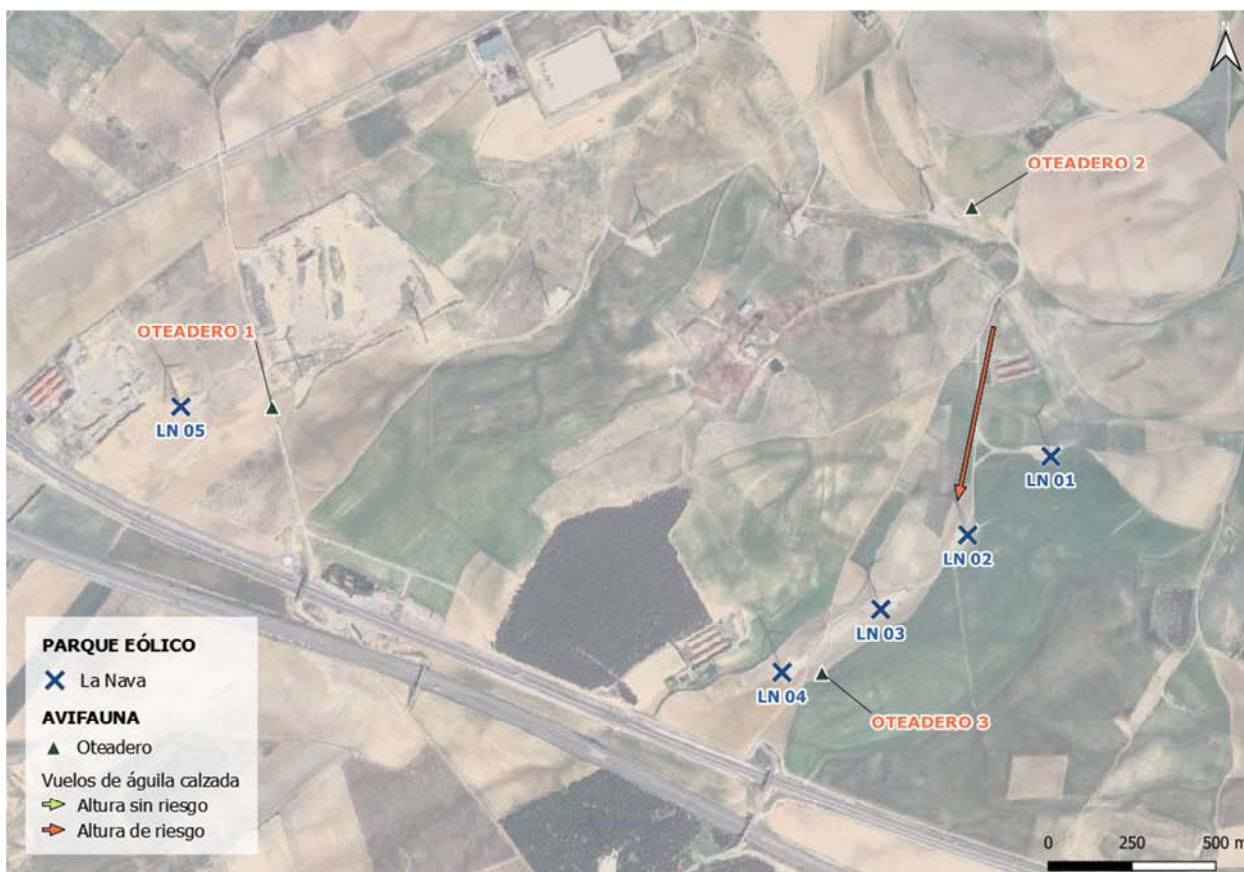 N
OTEADERO 2
OTEADERO 1
LN 05
LN 01
LN 02
LN 03
LN 04
OTEADERO 3
PARQUE EÓLICO
La Nava
AVIFAUNA
Oteadero
Vuelos de águila calzada
Altura sin riesgo
Altura de riesgo
0 250 500 m